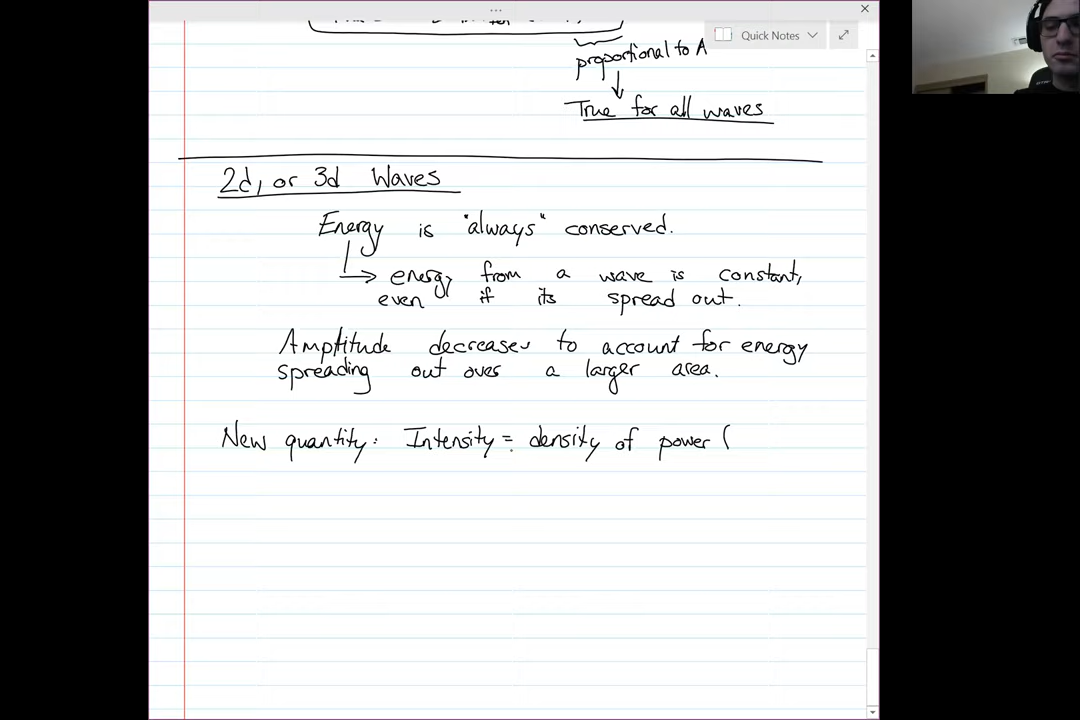 Quick Notes
proportional to A
True for all waves
2d, or 3d Waves
Energy is "always" conserved.
energy from a wave is constant,
even if its spread out.
Amplitude decreases to account for energy
spreading out over a larger area.
New quantity: Intensity = density of power (